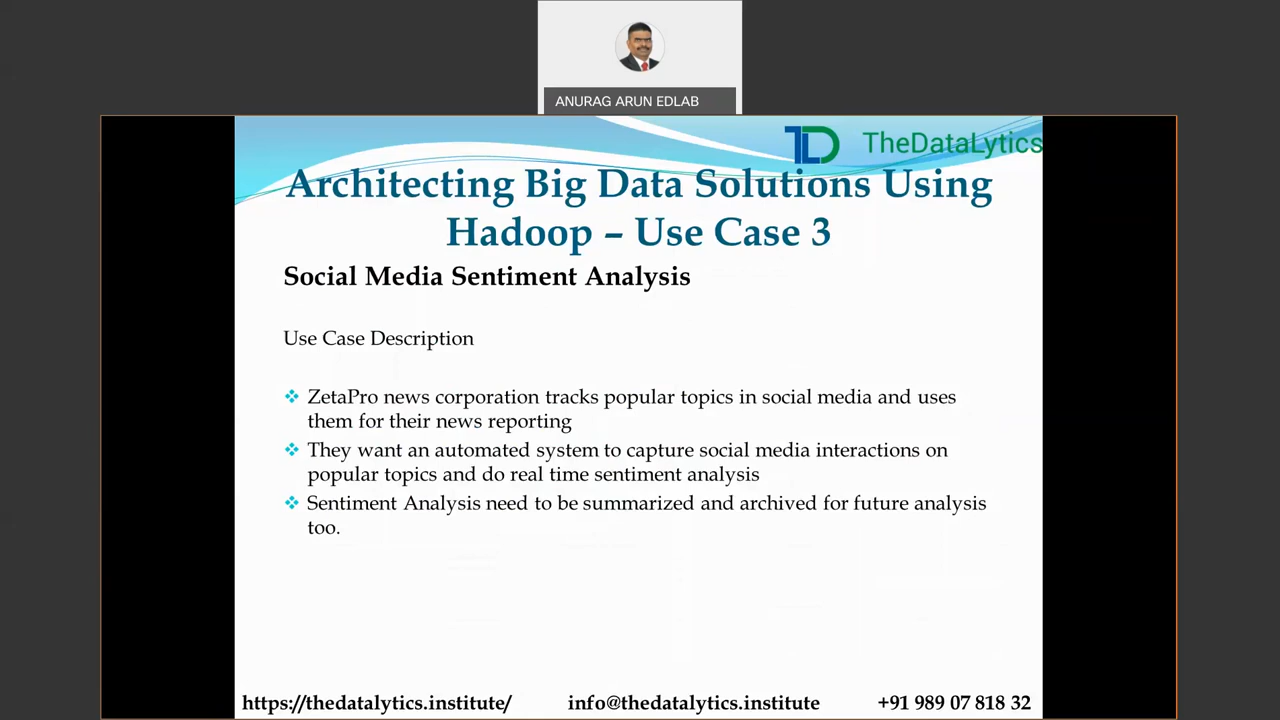 ANURAG ARUN EDLAB
TheDataLytics
Architecting Big Data Solutions Using
Hadoop – Use Case 3
Social Media Sentiment Analysis
Use Case Description
❖ ZetaPro news corporation tracks popular topics in social media and uses
them for their news reporting
❖ They want an automated system to capture social media interactions on
popular topics and do real time sentiment analysis
❖ Sentiment Analysis need to be summarized and archived for future analysis
too.
https://thedatalytics.institute/ info@thedatalytics.institute +91 989 07 818 32